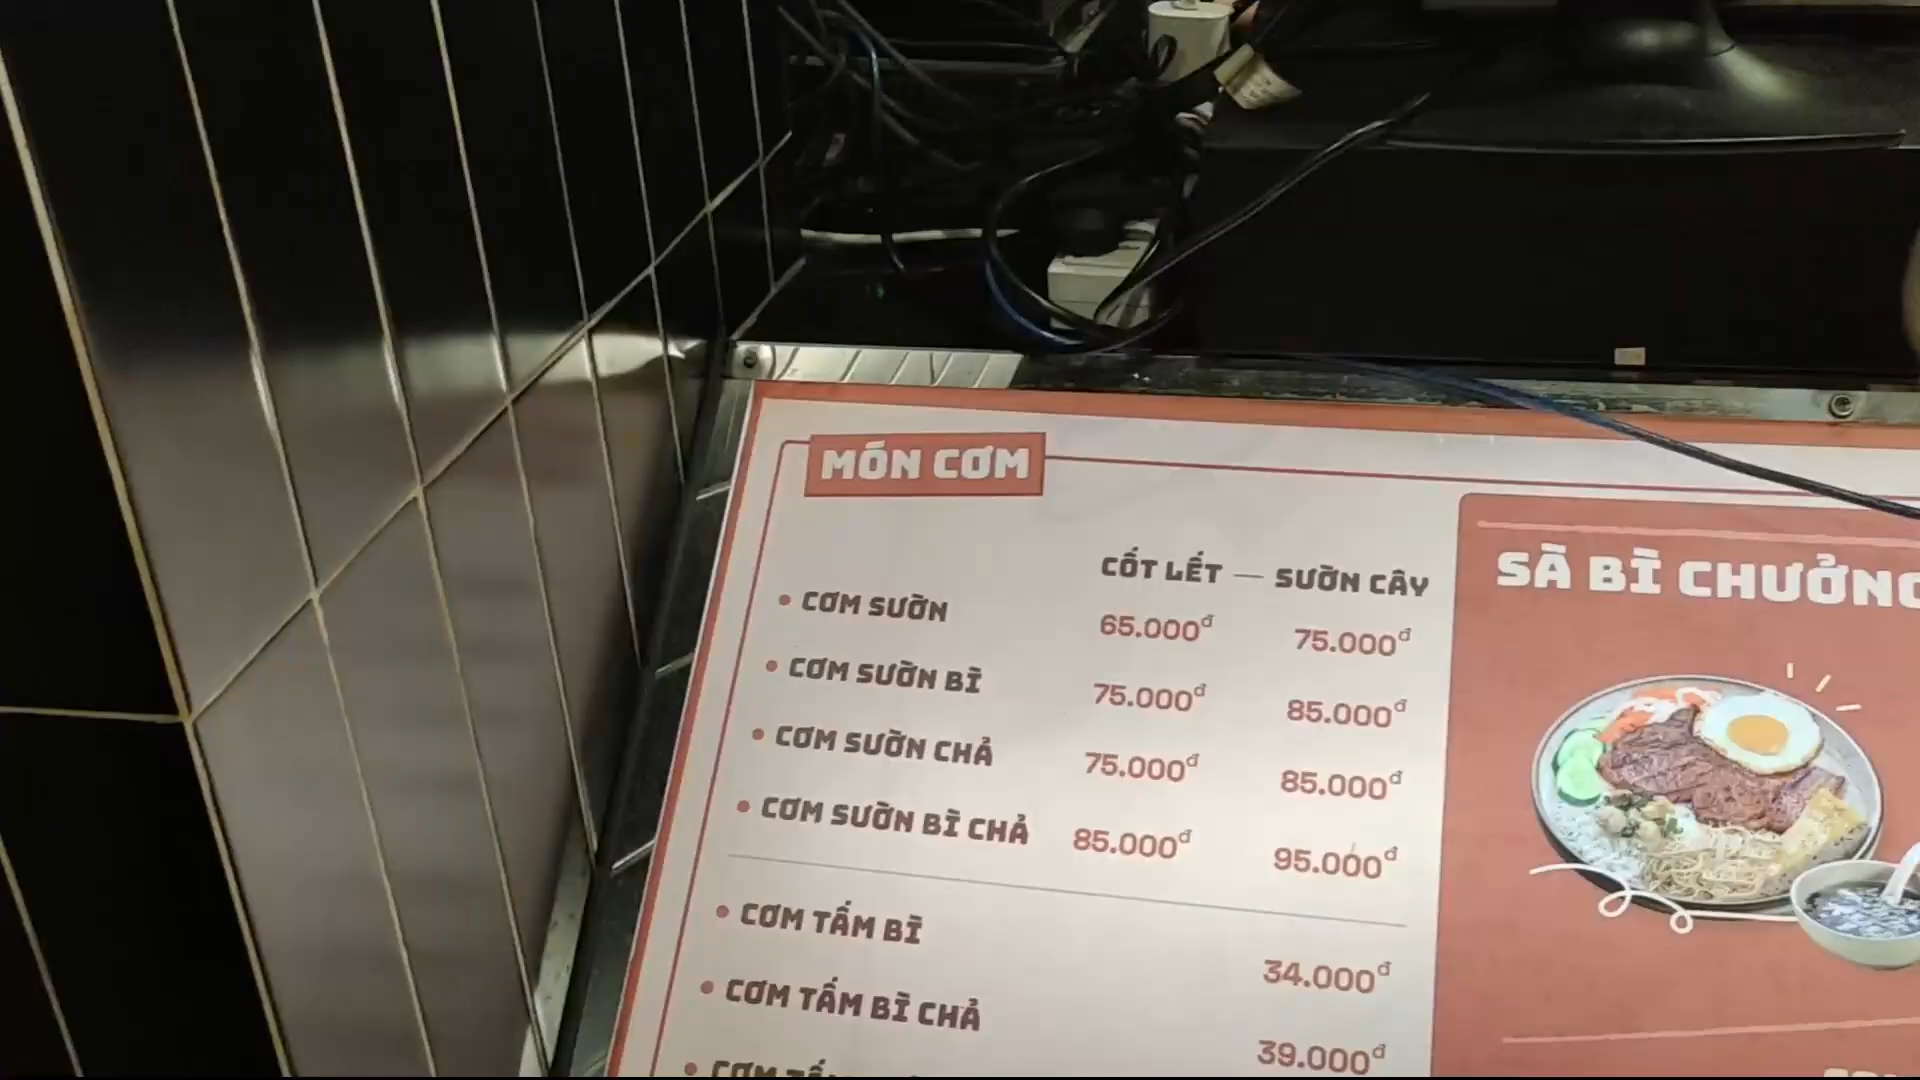 MÓN CƠM
CỐT LẾT — SƯỜN CÂY
• CƠM SƯỜN 65.000đ 75.000đ
• CƠM SƯỜN BÌ 75.000đ 85.000đ
• CƠM SƯỜN CHẢ 75.000đ 85.000đ
• CƠM SƯỜN BÌ CHẢ 85.000đ 95.000đ
• CƠM TẤM BÌ 34.000đ
• CƠM TẤM BÌ CHẢ 39.000đ
• CƠM TẤM
SÀ BÌ CHƯỞNG